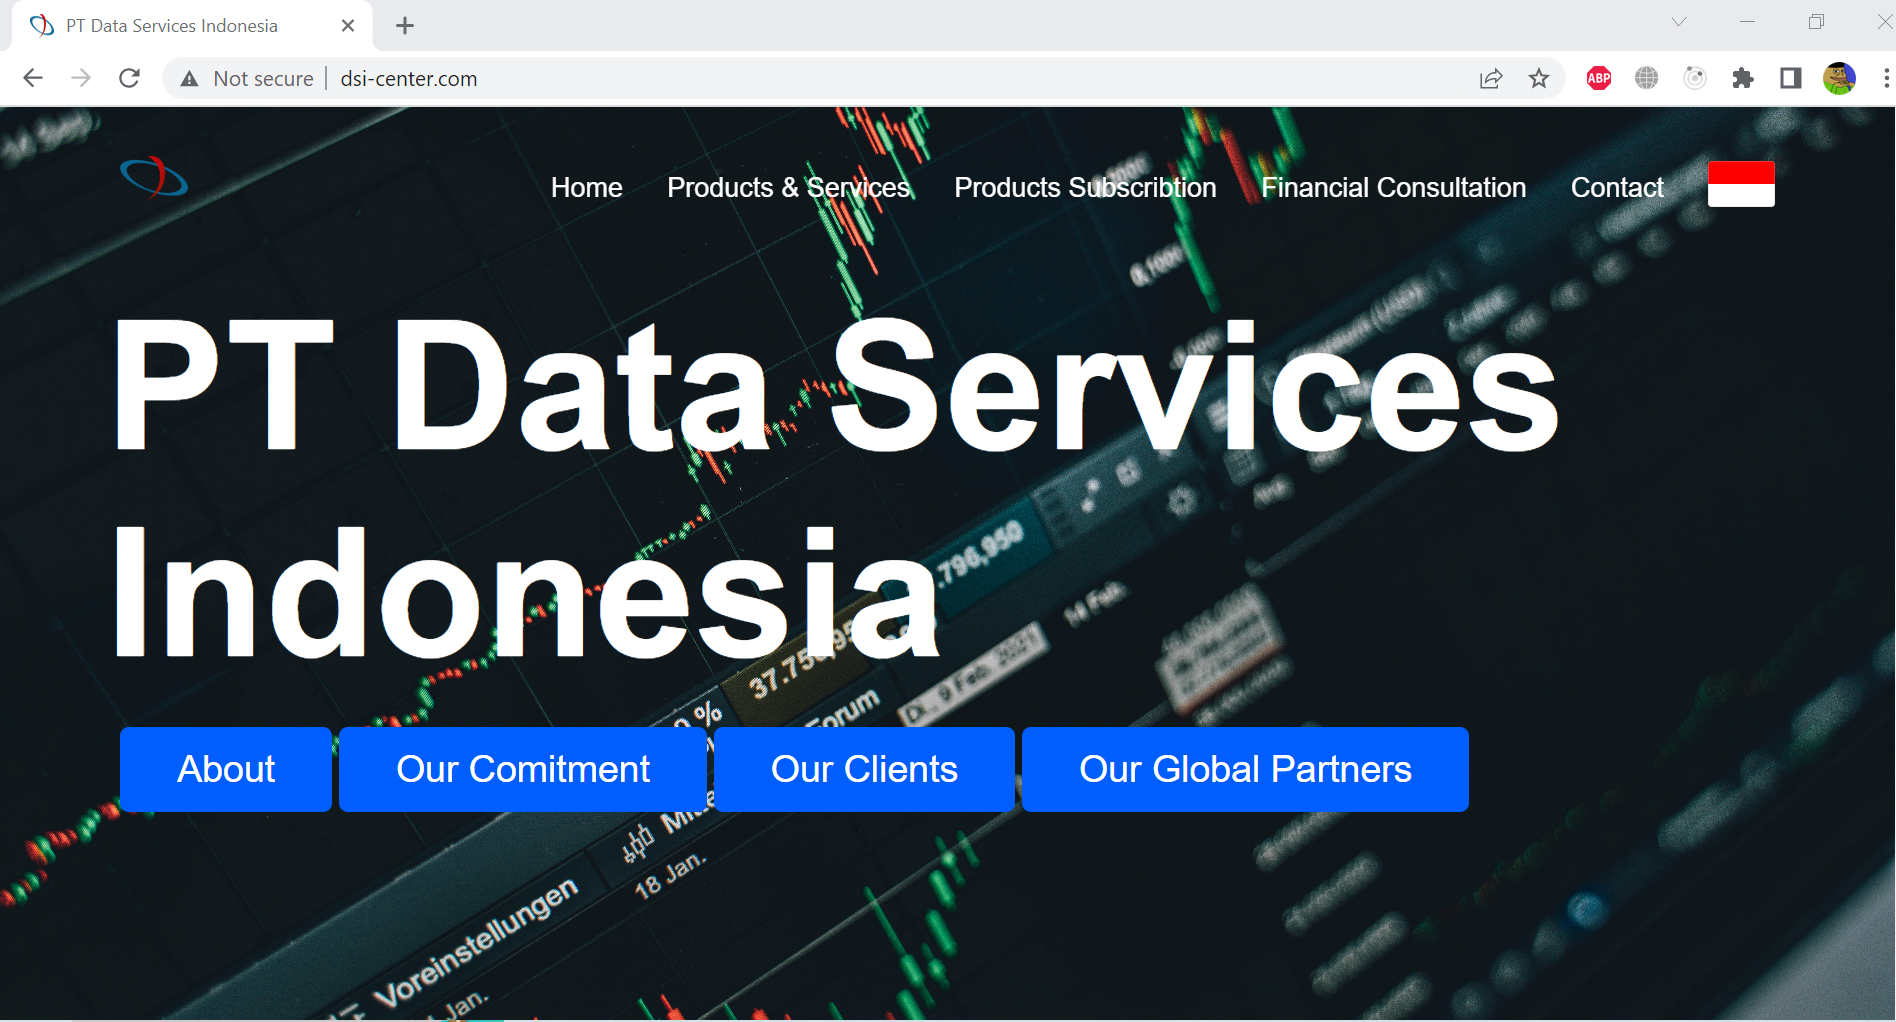 PT Data Services Indonesia
Not secure
dsi-center.com
ABP
Home
Products & Services
Products Subscribtion
Financial Consultation
Contact
PT Data Services
Indonesia
.796,950
14 Feb.
Di., 9 Feb. 2021
%
Forum
About
Our Comitment
Our Clients
Our Global Partners
18 Jan.
Voreinstellungen
Jan.